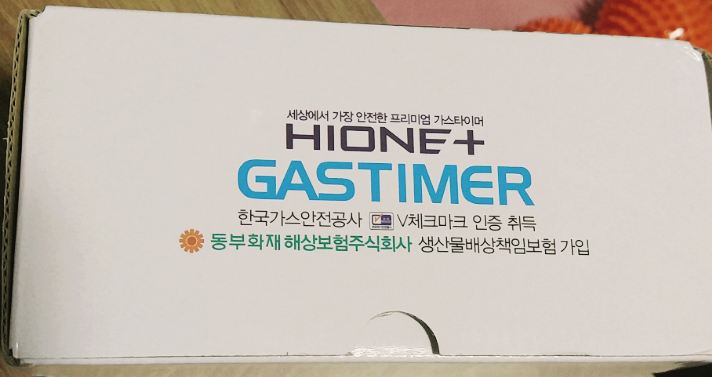 세상에서 가장 안전한 프리미엄 가스타이머
HIONE+
GASTIMER
한국가스안전공사 V체크마크 인증 취득
동부화재해상보험주식회사 생산물배상책임보험 가입